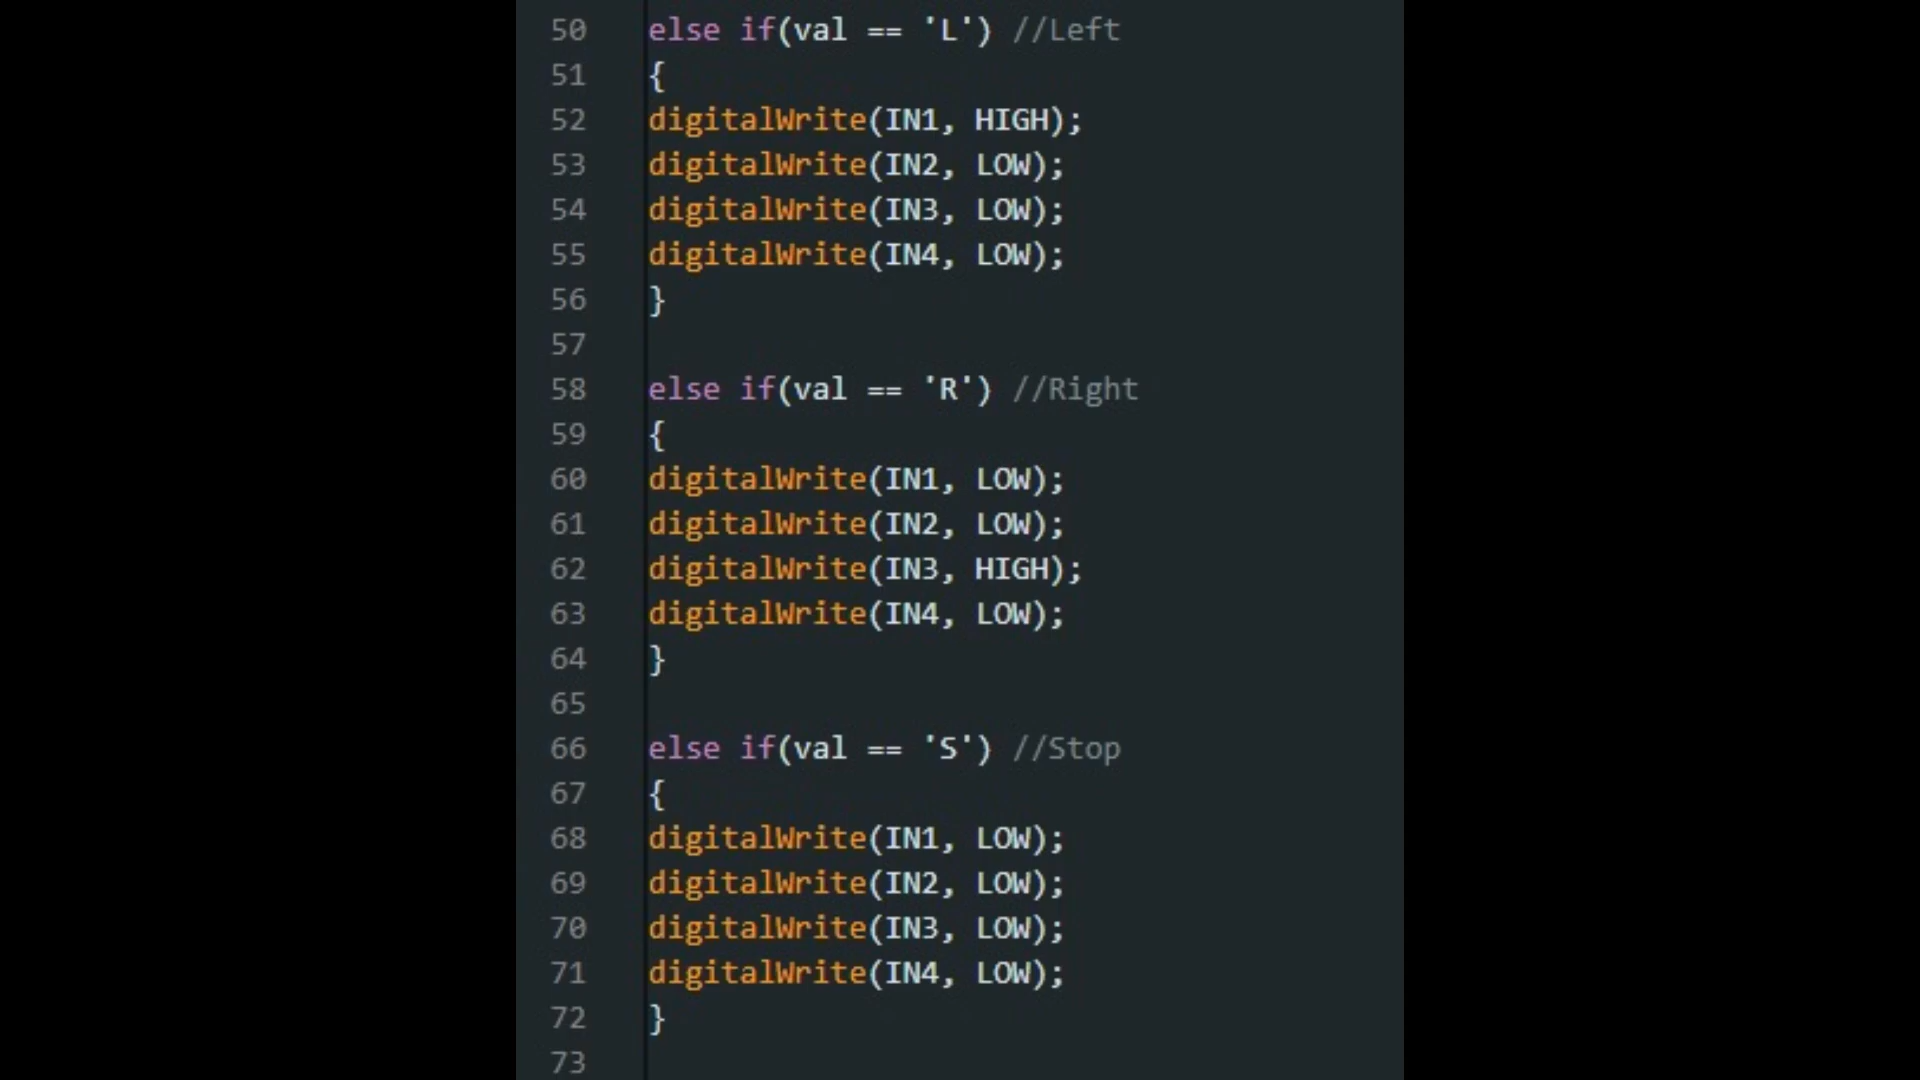 50 else if(val == 'L') //Left
51 {
52 digitalWrite(IN1, HIGH);
53 digitalWrite(IN2, LOW);
54 digitalWrite(IN3, LOW);
55 digitalWrite(IN4, LOW);
56 }
57
58 else if(val == 'R') //Right
59 {
60 digitalWrite(IN1, LOW);
61 digitalWrite(IN2, LOW);
62 digitalWrite(IN3, HIGH);
63 digitalWrite(IN4, LOW);
64 }
65
66 else if(val == 'S') //Stop
67 {
68 digitalWrite(IN1, LOW);
69 digitalWrite(IN2, LOW);
70 digitalWrite(IN3, LOW);
71 digitalWrite(IN4, LOW);
72 }
73